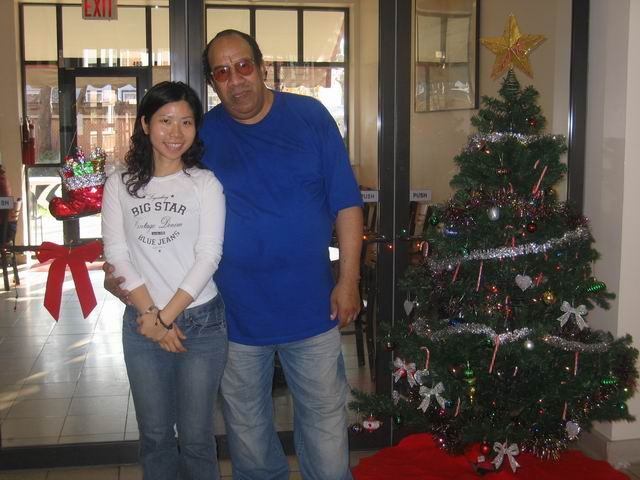 EXIT
PUSH
PUSH
BIG STAR
Vintage Denim
BLUE JEANS